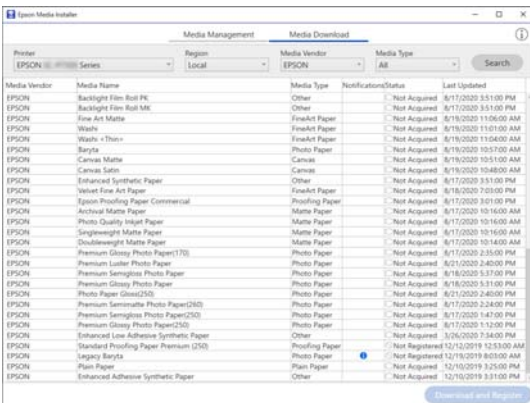 Epson Media Installer
Media Management Media Download
Printer Region Media Vendor Media Type
EPSON Series Local EPSON All Search
Media Vendor Media Name Media Type Notifications Status Last Updated
EPSON Backlight Film Roll PK Other Not Acquired 8/17/2020 3:51:00 PM
EPSON Backlight Film Roll MK Other Not Acquired 8/17/2020 3:51:00 PM
EPSON Fine Art Matte FineArt Paper Not Acquired 8/19/2020 11:06:00 AM
EPSON Washi FineArt Paper Not Acquired 8/19/2020 11:01:00 AM
EPSON Washi <Thin> FineArt Paper Not Acquired 8/19/2020 11:04:00 AM
EPSON Baryta Photo Paper Not Acquired 8/19/2020 10:57:00 AM
EPSON Canvas Matte Canvas Not Acquired 8/19/2020 10:51:00 AM
EPSON Canvas Satin Canvas Not Acquired 8/19/2020 10:48:00 AM
EPSON Enhanced Synthetic Paper Other Not Acquired 8/17/2020 3:51:00 PM
EPSON Velvet Fine Art Paper FineArt Paper Not Acquired 8/18/2020 7:03:00 PM
EPSON Epson Proofing Paper Commercial Proofing Paper Not Acquired 8/17/2020 3:01:00 PM
EPSON Archival Matte Paper Matte Paper Not Acquired 8/17/2020 10:16:00 AM
EPSON Photo Quality Inkjet Paper Matte Paper Not Acquired 8/17/2020 10:16:00 AM
EPSON Singleweight Matte Paper Matte Paper Not Acquired 8/17/2020 10:16:00 AM
EPSON Doubleweight Matte Paper Matte Paper Not Acquired 8/17/2020 10:14:00 AM
EPSON Premium Glossy Photo Paper(170) Photo Paper Not Acquired 8/17/2020 2:35:00 PM
EPSON Premium Luster Photo Paper Photo Paper Not Acquired 8/21/2020 2:40:00 PM
EPSON Premium Semigloss Photo Paper Photo Paper Not Acquired 8/18/2020 5:37:00 PM
EPSON Premium Glossy Photo Paper Photo Paper Not Acquired 8/18/2020 5:31:00 PM
EPSON Photo Paper Gloss(250) Photo Paper Not Acquired 8/21/2020 2:40:00 PM
EPSON Premium Semimatte Photo Paper(260) Photo Paper Not Acquired 8/17/2020 2:24:00 PM
EPSON Premium Semigloss Photo Paper(250) Photo Paper Not Acquired 8/17/2020 1:47:00 PM
EPSON Premium Glossy Photo Paper(250) Photo Paper Not Acquired 8/17/2020 1:12:00 PM
EPSON Enhanced Low Adhesive Synthetic Paper Other Not Acquired 3/26/2020 7:34:00 PM
EPSON Standard Proofing Paper Premium (250) Proofing Paper Not Registered 12/12/2019 12:53:00 AM
EPSON Legacy Baryta Photo Paper Not Registered 12/19/2019 8:03:00 AM
EPSON Plain Paper Plain Paper Not Acquired 12/10/2019 3:25:00 PM
EPSON Enhanced Adhesive Synthetic Paper Other Not Acquired 12/10/2019 3:31:00 PM
Download and Register